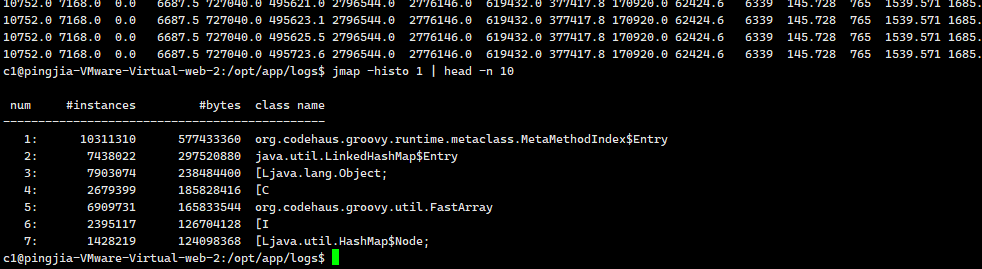 10752.0 7168.0 0.0 6687.5 727040.0 495621.0 2796544.0 2776146.0 619432.0 377417.8 170920.0 62424.6 6339 145.728 765 1539.571 1685.
10752.0 7168.0 0.0 6687.5 727040.0 495623.1 2796544.0 2776146.0 619432.0 377417.8 170920.0 62424.6 6339 145.728 765 1539.571 1685.
10752.0 7168.0 0.0 6687.5 727040.0 495625.5 2796544.0 2776146.0 619432.0 377417.8 170920.0 62424.6 6339 145.728 765 1539.571 1685.
10752.0 7168.0 0.0 6687.5 727040.0 495723.6 2796544.0 2776146.0 619432.0 377417.8 170920.0 62424.6 6339 145.728 765 1539.571 1685.
c1@pingjia-VMware-Virtual-web-2:/opt/app/logs$ jmap -histo 1 | head -n 10
num #instances #bytes class name
----------------------------------------------
1: 10311310 577433360 org.codehaus.groovy.runtime.metaclass.MetaMethodIndex$Entry
2: 7438022 297520880 java.util.LinkedHashMap$Entry
3: 7903074 238484400 [Ljava.lang.Object;
4: 2679399 185828416 [C
5: 6909731 165833544 org.codehaus.groovy.util.FastArray
6: 2395117 126704128 [I
7: 1428219 124098368 [Ljava.util.HashMap$Node;
c1@pingjia-VMware-Virtual-web-2:/opt/app/logs$